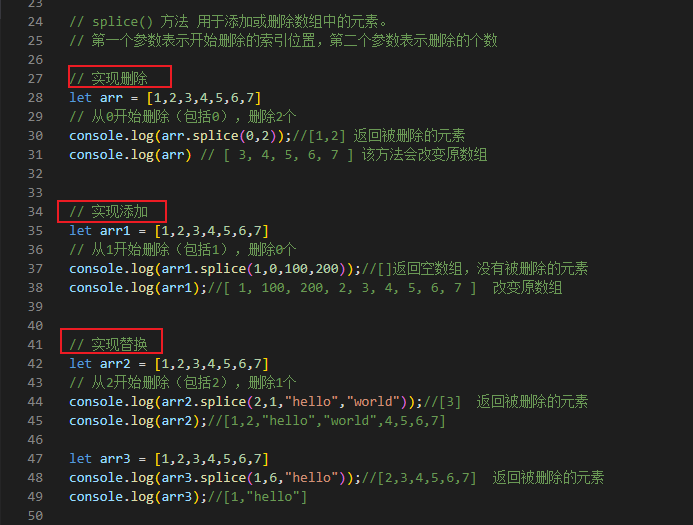 23
24 // splice() 方法 用于添加或删除数组中的元素。
25 // 第一个参数表示开始删除的索引位置，第二个参数表示删除的个数
26
27 // 实现删除
28 let arr = [1,2,3,4,5,6,7]
29 // 从0开始删除（包括0），删除2个
30 console.log(arr.splice(0,2));//[1,2] 返回被删除的元素
31 console.log(arr) // [ 3, 4, 5, 6, 7 ] 该方法会改变原数组
32
33
34 // 实现添加
35 let arr1 = [1,2,3,4,5,6,7]
36 // 从1开始删除（包括1），删除0个
37 console.log(arr1.splice(1,0,100,200));//[]返回空数组，没有被删除的元素
38 console.log(arr1);//[ 1, 100, 200, 2, 3, 4, 5, 6, 7 ]  改变原数组
39
40
41 // 实现替换
42 let arr2 = [1,2,3,4,5,6,7]
43 // 从2开始删除（包括2），删除1个
44 console.log(arr2.splice(2,1,"hello","world"));//[3]  返回被删除的元素
45 console.log(arr2);//[1,2,"hello","world",4,5,6,7]
46
47 let arr3 = [1,2,3,4,5,6,7]
48 console.log(arr3.splice(1,6,"hello"));//[2,3,4,5,6,7]  返回被删除的元素
49 console.log(arr3);//[1,"hello"]
50